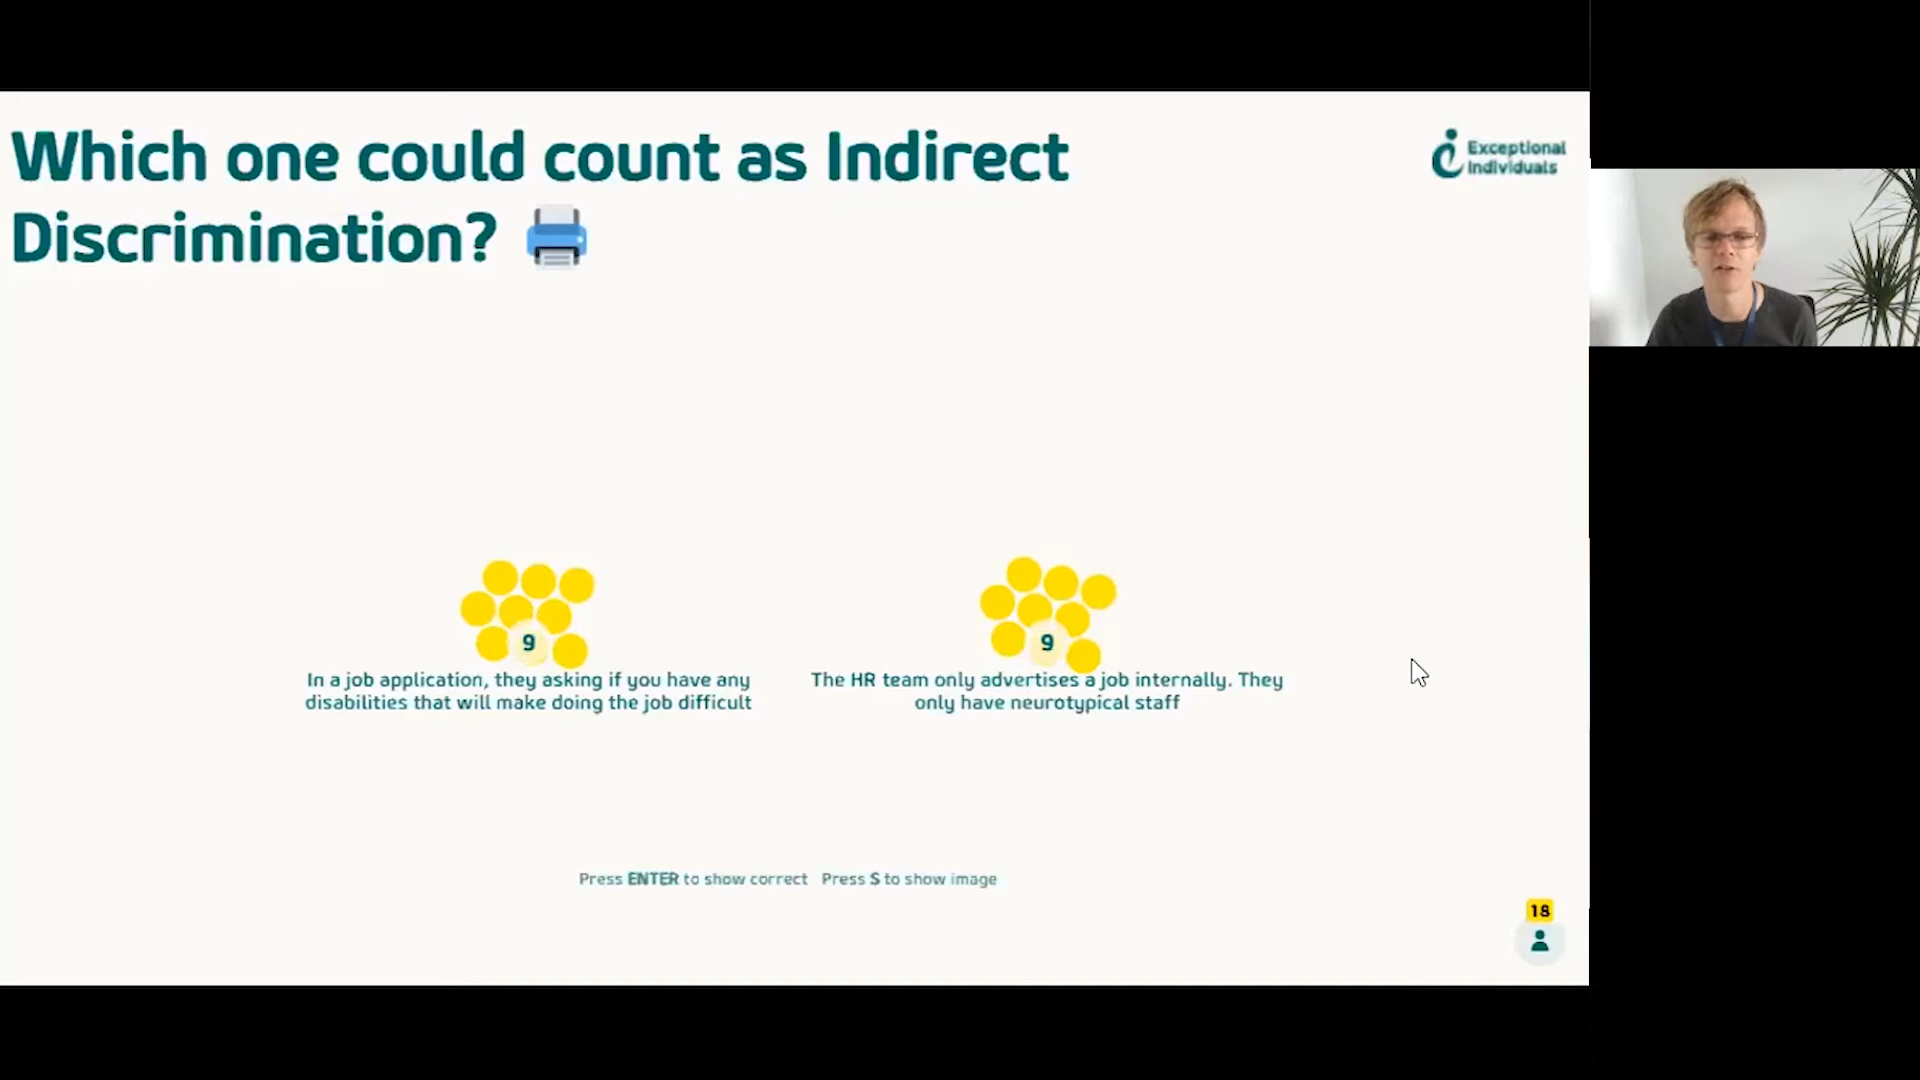 Which one could count as Indirect
Discrimination?
Exceptional
Individuals
9
In a job application, they asking if you have any
disabilities that will make doing the job difficult
9
The HR team only advertises a job internally. They
only have neurotypical staff
Press ENTER to show correct Press S to show image
18